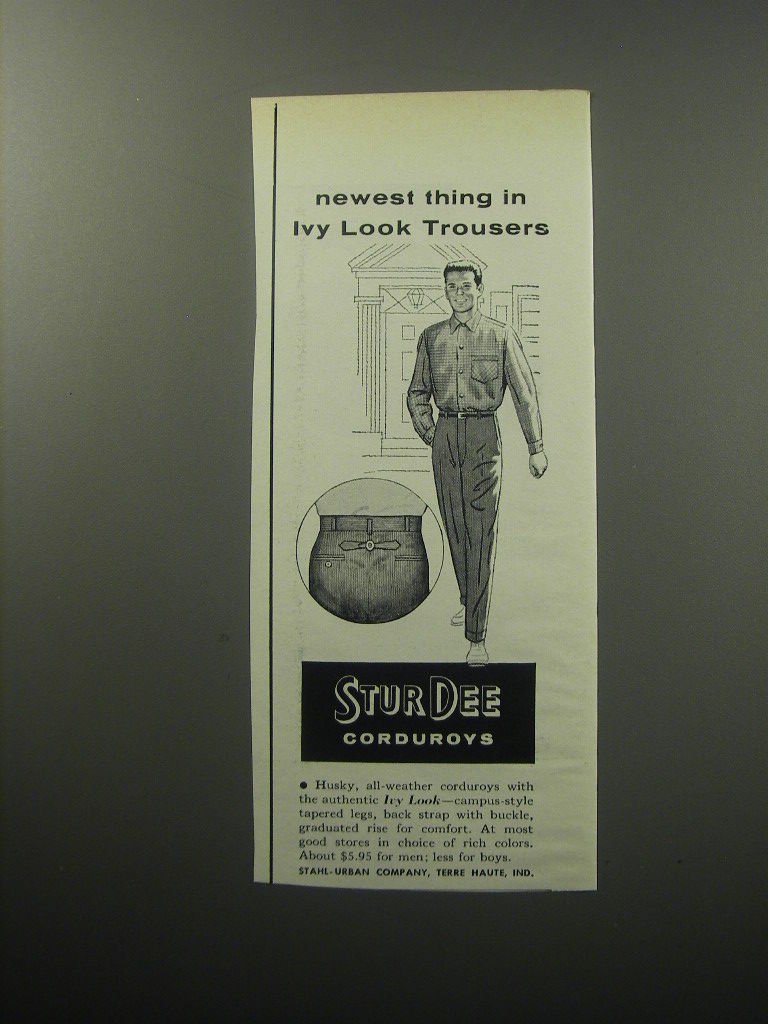 newest thing in
Ivy Look Trousers
STUR DEE
CORDUROYS
● Husky, all-weather corduroys with
the authentic Ivy Look—campus-style
tapered legs, back strap with buckle,
graduated rise for comfort. At most
good stores in choice of rich colors.
About $5.95 for men; less for boys.
STAHL-URBAN COMPANY, TERRE HAUTE, IND.